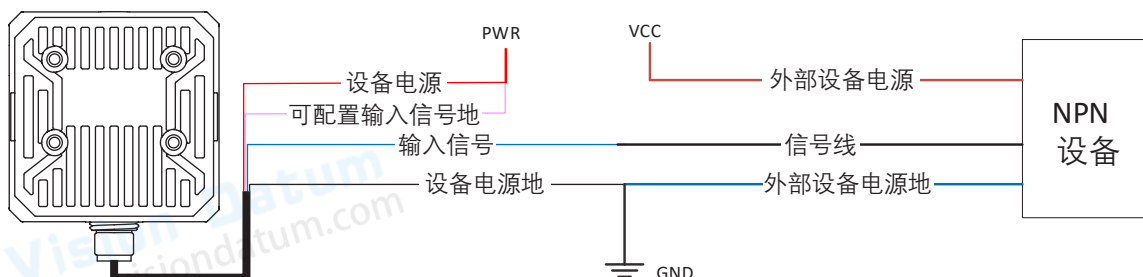 PWR
VCC
设备电源
外部设备电源
可配置输入信号地
NPN
设备
输入信号
信号线
设备电源地
外部设备电源地
GND
Vision Datum
visiondatum.com